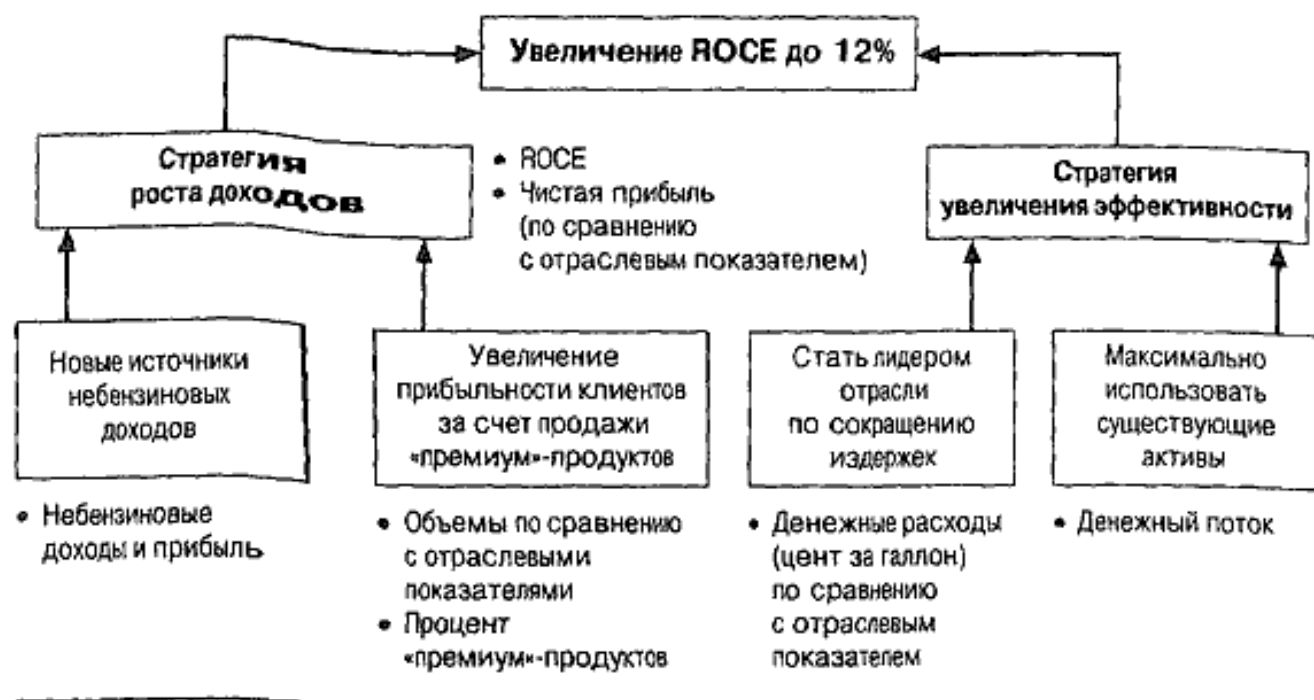 Увеличение ROCE до 12%
Стратегия
роста доходов
• ROCE
• Чистая прибыль
(по сравнению
с отраслевым показателем)
Стратегия
увеличения эффективности
Новые источники
небензиновых
доходов
• Небензиновые
доходы и прибыль
Увеличение
прибыльности клиентов
за счет продажи
«премиум»-продуктов
• Объемы по сравнению
с отраслевыми
показателями
• Процент
«премиум»-продуктов
Стать лидером
отрасли
по сокращению
издержек
• Денежные расходы
(цент за галлон)
по сравнению
с отраслевым
показателем
Максимально
использовать
существующие
активы
• Денежный поток